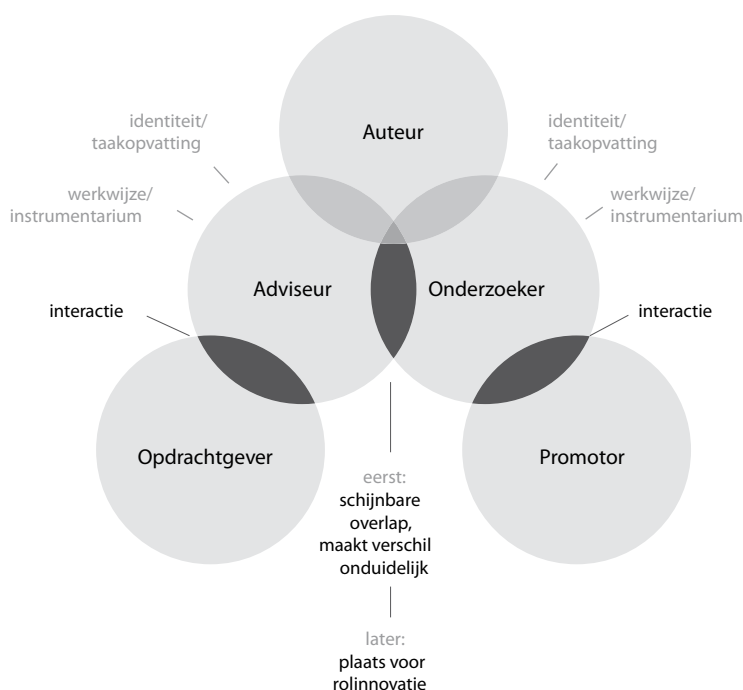 Auteur
identiteit/
taakopvatting
identiteit/
taakopvatting
werkwijze/
instrumentarium
werkwijze/
instrumentarium
Adviseur
Onderzoeker
interactie
interactie
Opdrachtgever
Promotor
eerst:
schijnbare
overlap,
maakt verschil
onduidelijk
later:
plaats voor
rolinnovatie